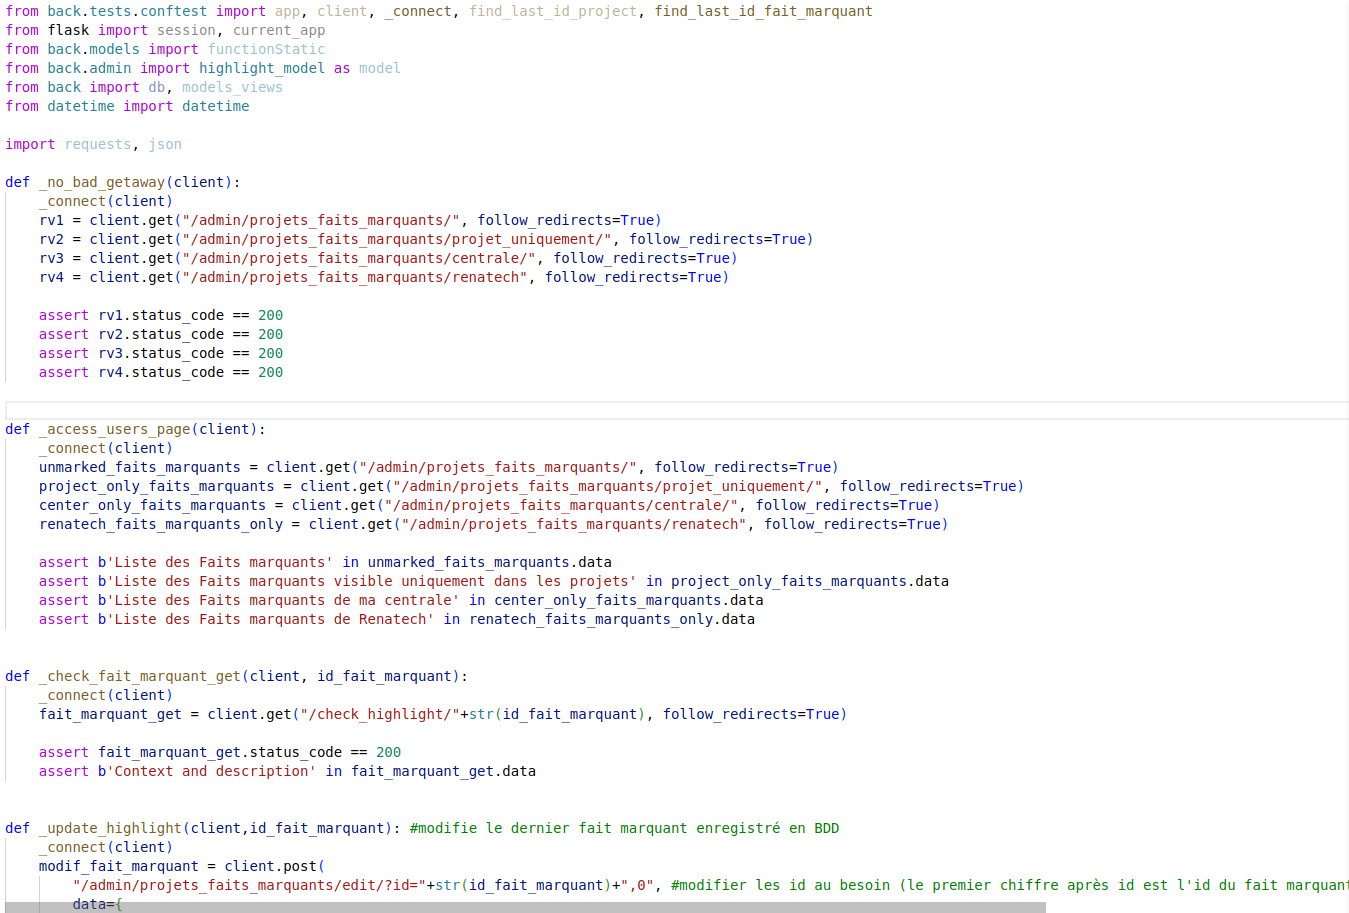 from back.tests.conftest import app, client, _connect, find_last_id_project, find_last_id_fait_marquant
from flask import session, current_app
from back.models import functionStatic
from back.admin import highlight_model as model
from back import db, models_views
from datetime import datetime
import requests, json
def _no_bad_getaway(client):
    _connect(client)
    rv1 = client.get("/admin/projets_faits_marquants/", follow_redirects=True)
    rv2 = client.get("/admin/projets_faits_marquants/projet_uniquement/", follow_redirects=True)
    rv3 = client.get("/admin/projets_faits_marquants/centrale/", follow_redirects=True)
    rv4 = client.get("/admin/projets_faits_marquants/renatech", follow_redirects=True)
    assert rv1.status_code == 200
    assert rv2.status_code == 200
    assert rv3.status_code == 200
    assert rv4.status_code == 200
def _access_users_page(client):
    _connect(client)
    unmarked_faits_marquants = client.get("/admin/projets_faits_marquants/", follow_redirects=True)
    project_only_faits_marquants = client.get("/admin/projets_faits_marquants/projet_uniquement/", follow_redirects=True)
    center_only_faits_marquants = client.get("/admin/projets_faits_marquants/centrale/", follow_redirects=True)
    renatech_faits_marquants_only = client.get("/admin/projets_faits_marquants/renatech", follow_redirects=True)
    assert b'Liste des Faits marquants' in unmarked_faits_marquants.data
    assert b'Liste des Faits marquants visible uniquement dans les projets' in project_only_faits_marquants.data
    assert b'Liste des Faits marquants de ma centrale' in center_only_faits_marquants.data
    assert b'Liste des Faits marquants de Renatech' in renatech_faits_marquants_only.data
def _check_fait_marquant_get(client, id_fait_marquant):
    _connect(client)
    fait_marquant_get = client.get("/check_highlight/"+str(id_fait_marquant), follow_redirects=True)
    assert fait_marquant_get.status_code == 200
    assert b'Context and description' in fait_marquant_get.data
def _update_highlight(client,id_fait_marquant): #modifie le dernier fait marquant enregistré en BDD
    _connect(client)
    modif_fait_marquant = client.post(
        "/admin/projets_faits_marquants/edit/?id="+str(id_fait_marquant)+",0", #modifier les id au besoin (le premier chiffre après id est l'id du fait marquant
        data={